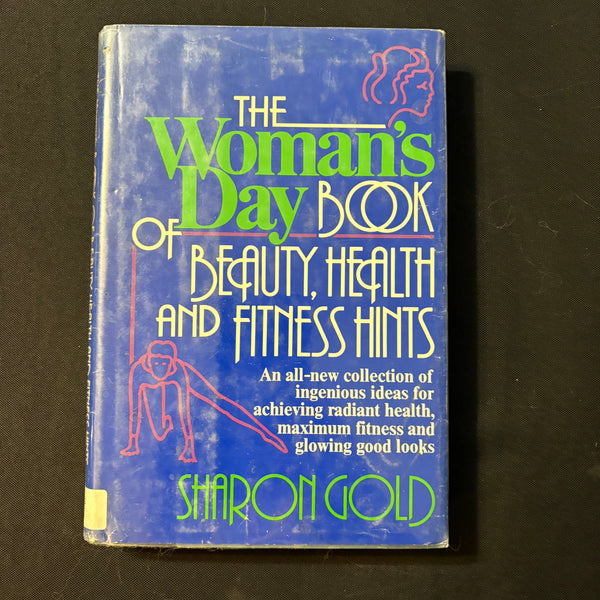 THE
Woman's
Day BOOK
OF
BEAUTY, HEALTH
AND FITNESS HINTS
An all-new collection of
ingenious ideas for
achieving radiant health,
maximum fitness and
glowing good looks
SHARON GOLD